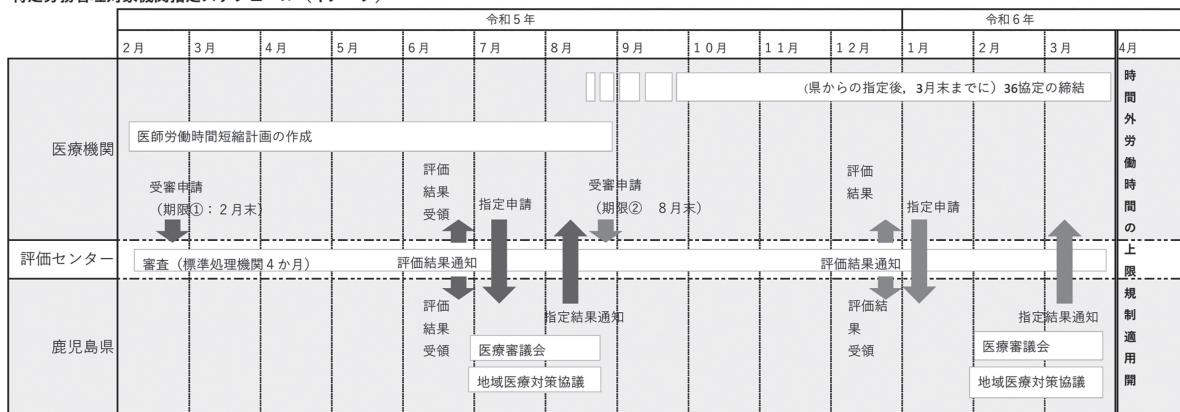 令和５年
令和６年
２月
３月
４月
５月
６月
７月
８月
９月
１０月
１１月
１２月
１月
２月
３月
4月
医療機関
(県からの指定後，3月末までに）36協定の締結
医師労働時間短縮計画の作成
受審申請
（期限①：２月末）
評価
結果
受領
指定申請
受審申請
（期限②　８月末）
評価
結果
指定申請
評価センター
審査（標準処理機関４か月）
評価結果通知
評価結果通知
鹿児島県
評価
結果
受領
指定結果通知
医療審議会
地域医療対策協議
評価結
果
受領
指定結果通知
医療審議会
地域医療対策協議
時間外労働時間の上限規制適用開